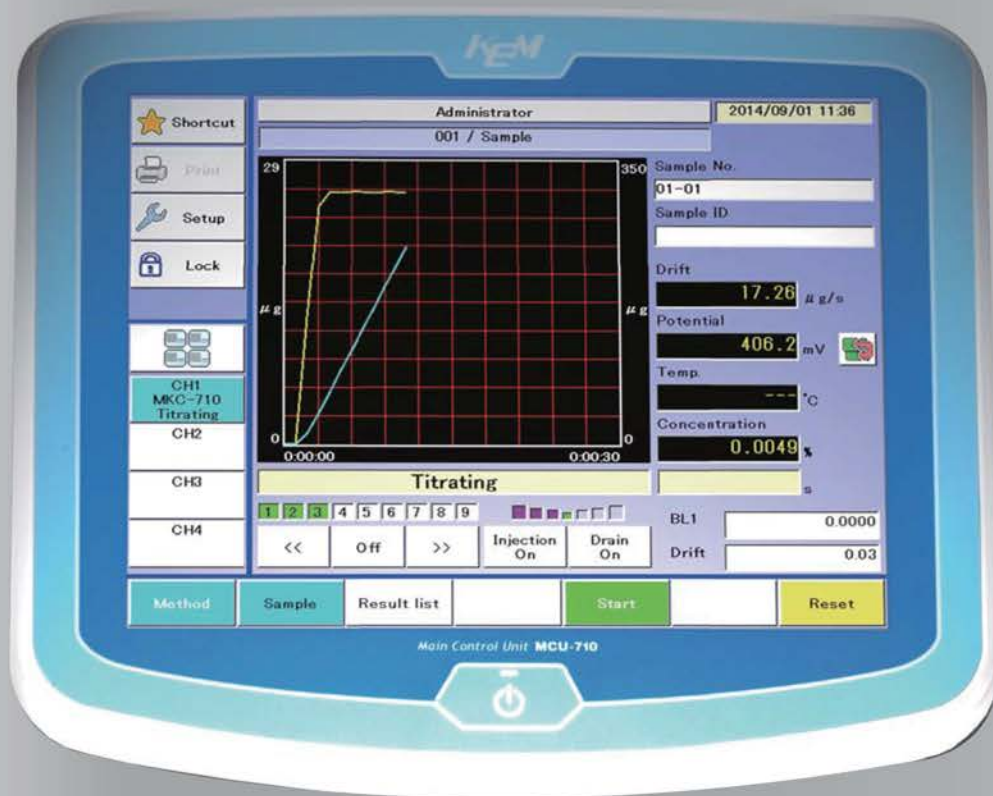 KEM
Shortcut
Administrator
2014/09/01 11:36
001 / Sample
Print
Setup
Lock
29
350
μg
μg
0
0
0:00:00
0:00:30
Sample No.
01-01
Sample ID
Drift
17.26 μg/s
Potential
406.2 mV
Temp.
--- °C
Concentration
0.0049 %
s
CH1
MKC-710
Titrating
CH2
CH3
CH4
Titrating
1 2 3 4 5 6 7 8 9
<< Off >>
Injection
On
Drain
On
BL1 0.0000
Drift 0.03
Method Sample Result list Start Reset
Main Control Unit MCU-710